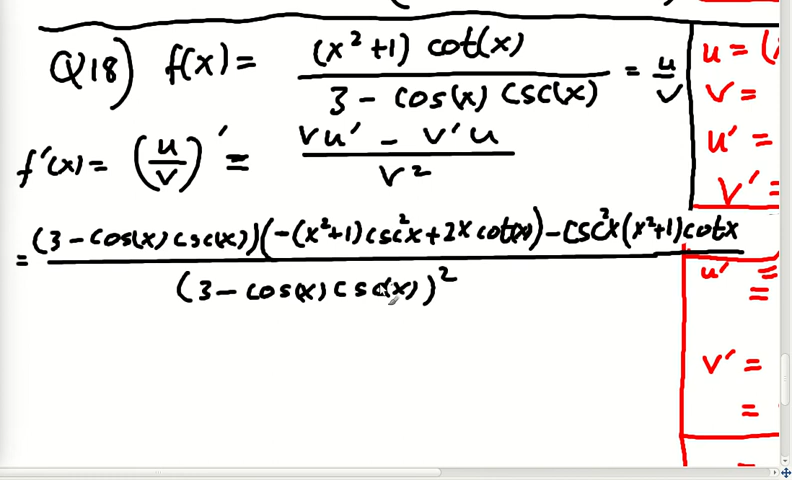 Q18) f(x) = (x² + 1) cot(x) / 3 - cos(x) csc(x) = u/v
f'(x) = (u/v)' = vu' - v'u / v²
= (3 - cos(x) csc(x))(-(x²+1)csc²x + 2x cot(x)) - csc²x(x²+1)cotx / (3 - cos(x) csc(x))²
u = (
v =
u' =
v' =
u' =
=
v' =
=
=